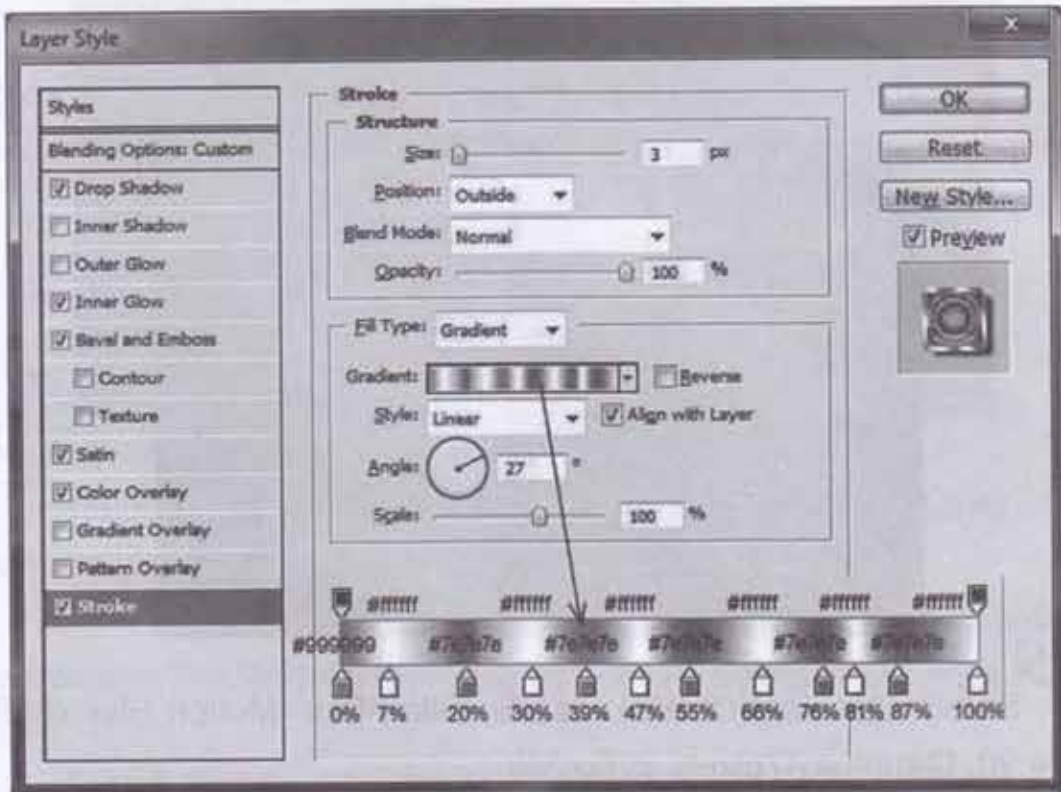 Layer Style
x
Styles
Blending Options: Custom
Drop Shadow
Inner Shadow
Outer Glow
Inner Glow
Bevel and Emboss
Contour
Texture
Satin
Color Overlay
Gradient Overlay
Pattern Overlay
Stroke
Stroke
Structure
Size: 3 px
Position: Outside
Blend Mode: Normal
Opacity: 100 %
Fill Type: Gradient
Gradient: Reverse
Style: Linear Align with Layer
Angle: 27 °
Scale: 100 %
OK
Reset
New Style...
Preview
#ffffff #ffffff #ffffff #ffffff #ffffff #ffffff
#999999 #7e7e7e #7e7e7e #7e7e7e #7e7e7e #7e7e7e
0% 7% 20% 30% 39% 47% 55% 66% 76% 81% 87% 100%